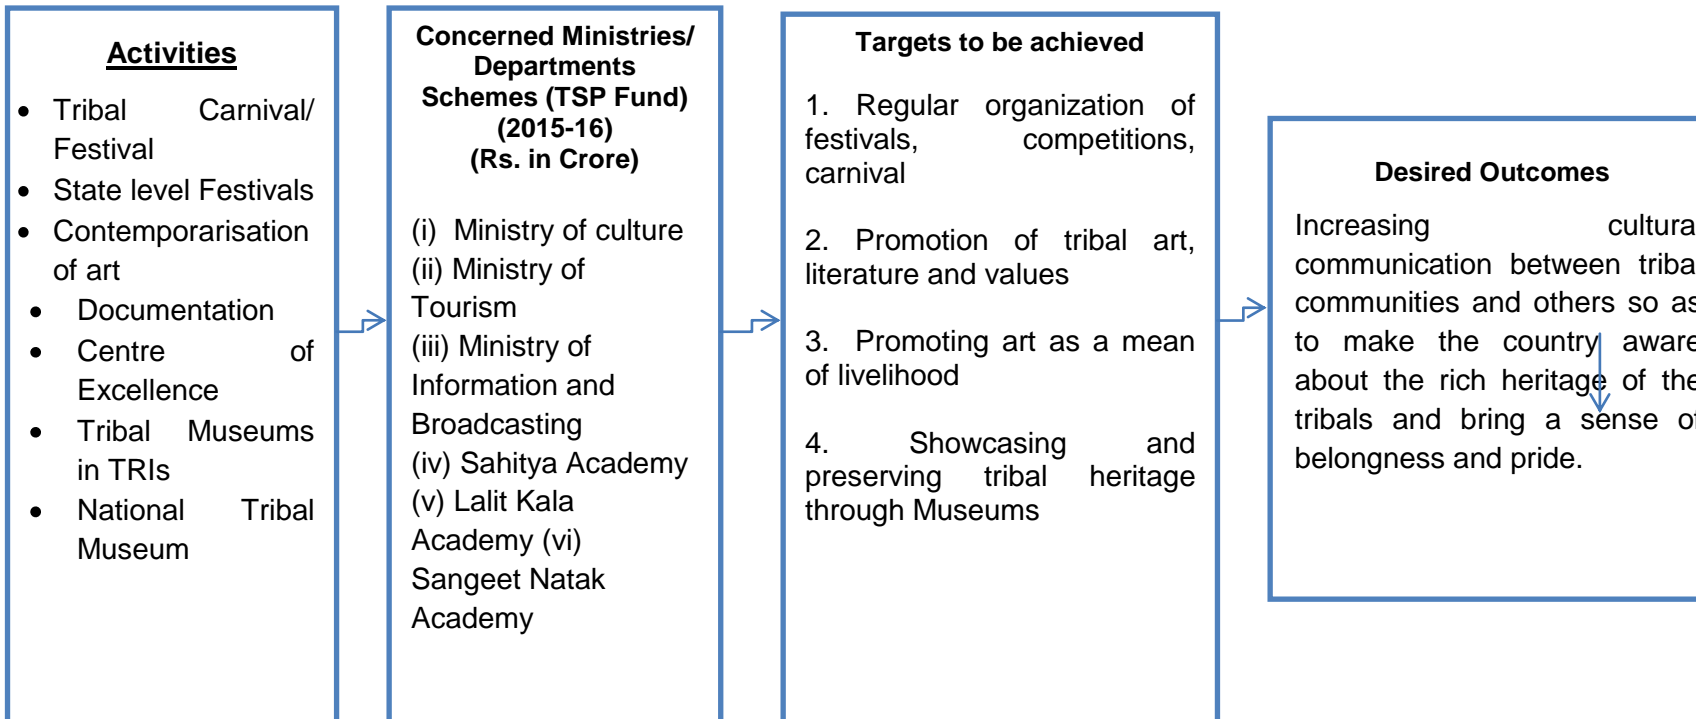 Activities
• Tribal Carnival/
Festival
• State level Festivals
• Contemporarisation
of art
• Documentation
• Centre of
Excellence
• Tribal Museums
in TRIs
• National Tribal
Museum
Concerned Ministries/
Departments
Schemes (TSP Fund)
(2015-16)
(Rs. in Crore)
(i) Ministry of culture
(ii) Ministry of
Tourism
(iii) Ministry of
Information and
Broadcasting
(iv) Sahitya Academy
(v) Lalit Kala
Academy (vi)
Sangeet Natak
Academy
Targets to be achieved
1. Regular organization of
festivals, competitions,
carnival
2. Promotion of tribal art,
literature and values
3. Promoting art as a mean
of livelihood
4. Showcasing and
preserving tribal heritage
through Museums
Desired Outcomes
Increasing cultural
communication between tribal
communities and others so as
to make the country aware
about the rich heritage of the
tribals and bring a sense of
belongness and pride.